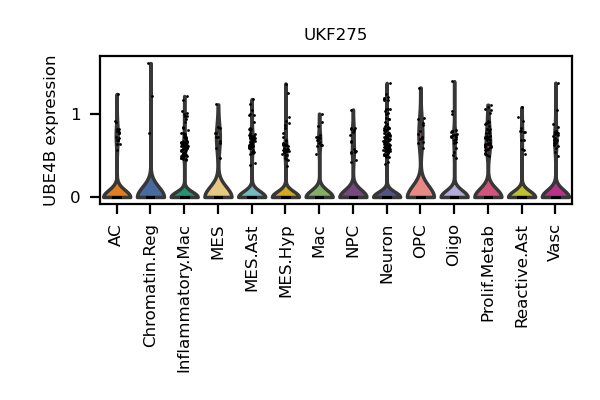 UKF275
UBE4B expression
1
0
AC
Chromatin.Reg
Inflammatory.Mac
MES
MES.Ast
MES.Hyp
Mac
NPC
Neuron
OPC
Oligo
Prolif.Metab
Reactive.Ast
Vasc